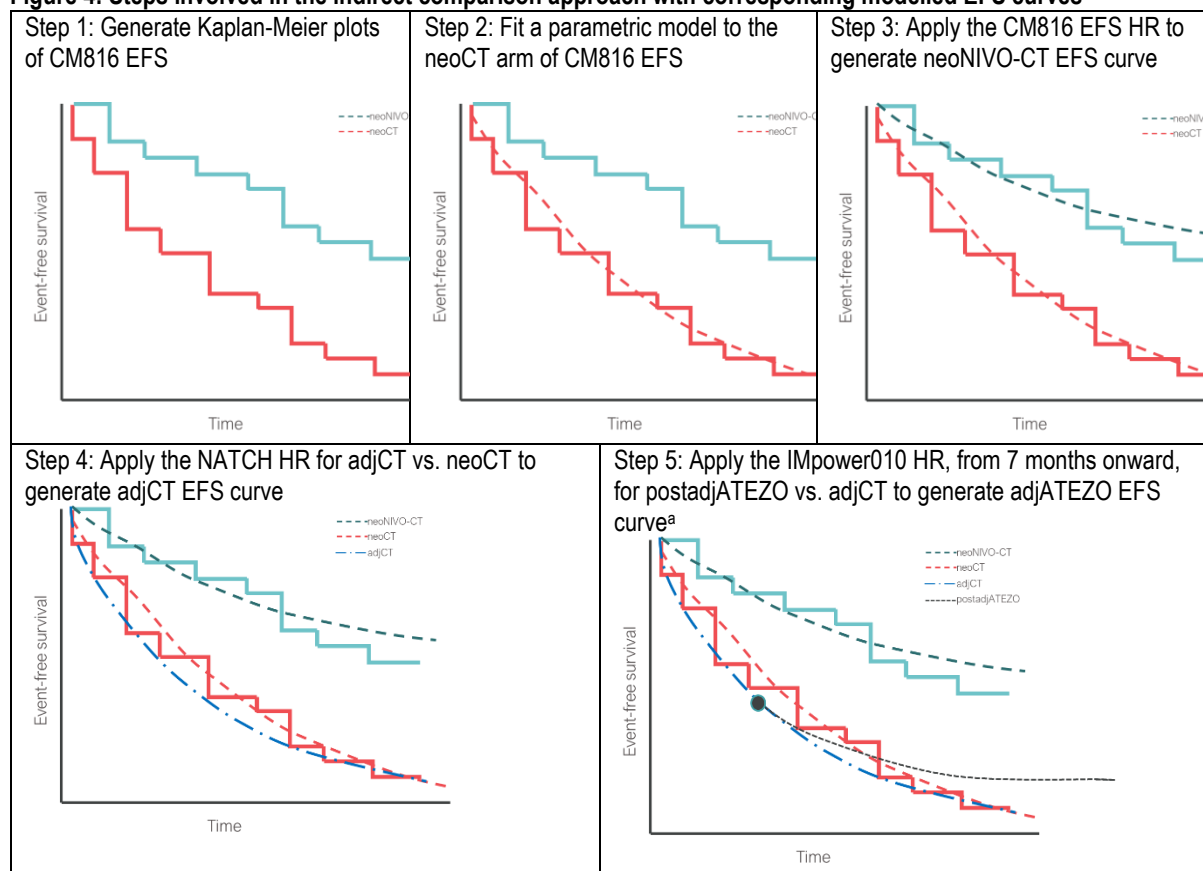 Figure 4: Steps involved in the indirect comparison approach with corresponding modelled EFS curves
Step 1: Generate Kaplan-Meier plots
of CM816 EFS
neoNIVO
neoCT
Event-free survival
Time
Step 2: Fit a parametric model to the
neoCT arm of CM816 EFS
neoNIVO-C
neoCT
Event-free survival
Time
Step 3: Apply the CM816 EFS HR to
generate neoNIVO-CT EFS curve
neoNIV
neoCT
Event-free survival
Time
Step 4: Apply the NATCH HR for adjCT vs. neoCT to
generate adjCT EFS curve
neoNIVO-CT
neoCT
adjCT
Event-free survival
Time
Step 5: Apply the IMpower010 HR, from 7 months onward,
for postadjATEZO vs. adjCT to generate adjATEZO EFS
curveᵃ
neoNIVO-CT
neoCT
adjCT
postadjATEZO
Event-free survival
Time